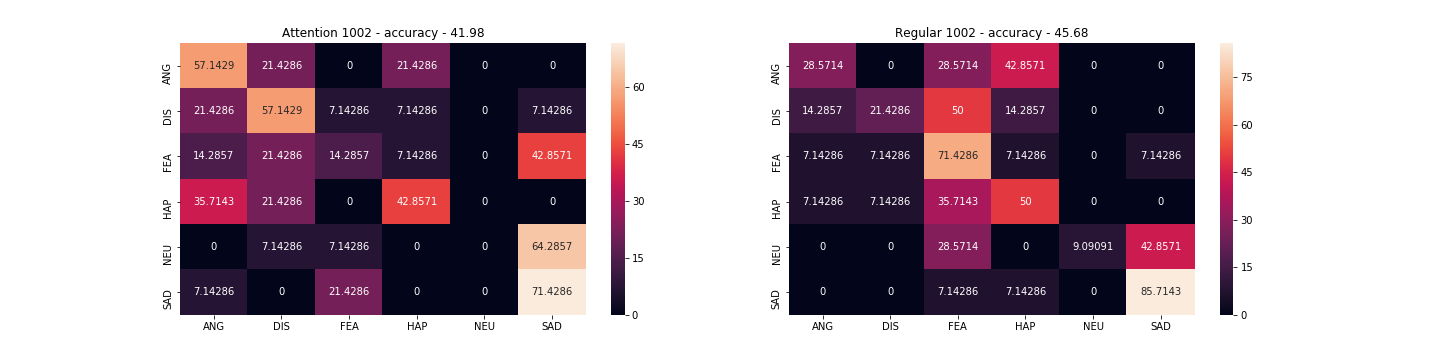 Attention 1002 - accuracy - 41.98
ANG 57.1429 21.4286 0 21.4286 0 0
DIS 21.4286 57.1429 7.14286 7.14286 0 7.14286
FEA 14.2857 21.4286 14.2857 7.14286 0 42.8571
HAP 35.7143 21.4286 0 42.8571 0 0
NEU 0 7.14286 7.14286 0 0 64.2857
SAD 7.14286 0 21.4286 0 0 71.4286
ANG DIS FEA HAP NEU SAD
60
45
30
15
0
Regular 1002 - accuracy - 45.68
ANG 28.5714 0 28.5714 42.8571 0 0
DIS 14.2857 21.4286 50 14.2857 0 0
FEA 7.14286 7.14286 71.4286 7.14286 0 7.14286
HAP 7.14286 7.14286 35.7143 50 0 0
NEU 0 0 28.5714 0 9.09091 42.8571
SAD 0 0 7.14286 7.14286 0 85.7143
ANG DIS FEA HAP NEU SAD
75
60
45
30
15
0